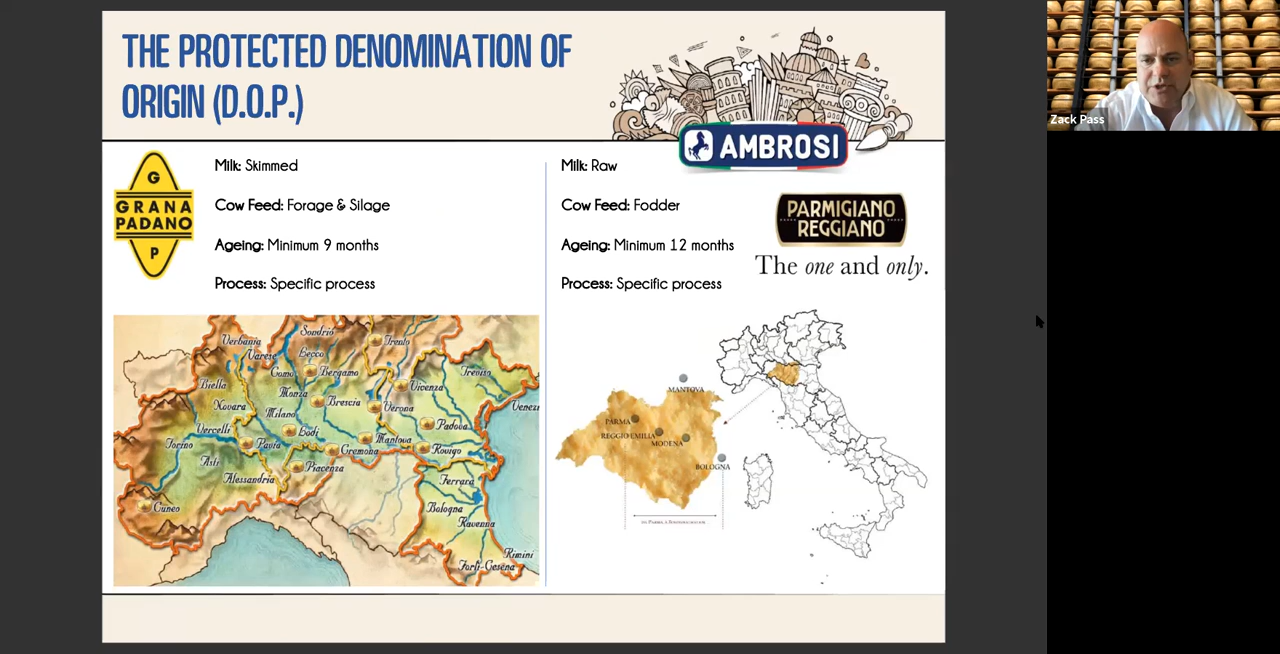 THE PROTECTED DENOMINATION OF
ORIGIN (D.O.P.)
AMBROSI
Zack Pass
G
GRANA
PADANO
P
Milk: Skimmed
Cow Feed: Forage & Silage
Ageing: Minimum 9 months
Process: Specific process
Milk: Raw
Cow Feed: Fodder
Ageing: Minimum 12 months
Process: Specific process
PARMIGIANO
REGGIANO
The one and only.
Verbania
Sondrio
Trento
Varese
Lecco
Como
Bergamo
Treviso
Biella
Monza
Vivenza
Novara
Milano
Brescia
Verona
Venez
Vercelli
Lodi
Padova
Torino
Pavia
Mantova
Asti
Cremona
Rovigo
Alessandria
Piacenza
Ferrara
Cuneo
Bologna
Ravenna
Rimini
Forli-Cesena
MANTOVA
PARMA
REGGIO EMILIA
MODENA
BOLOGNA